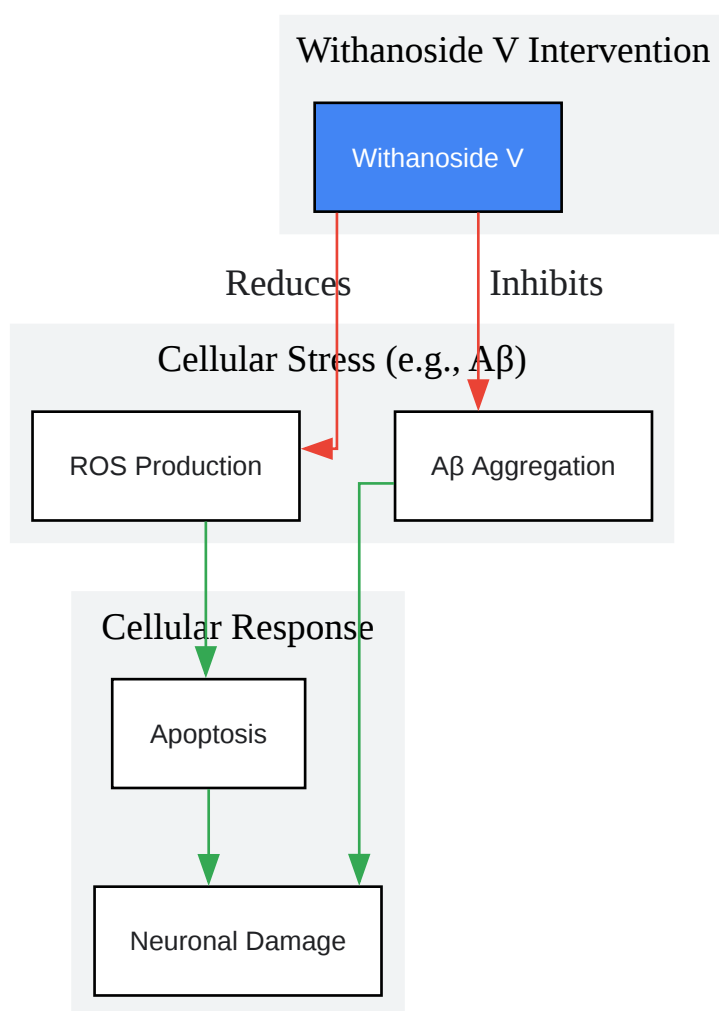 Withanoside V Intervention
Withanoside V
Reduces
Inhibits
Cellular Stress (e.g., Aβ)
ROS Production
Aβ Aggregation
Cellular Response
Apoptosis
Neuronal Damage